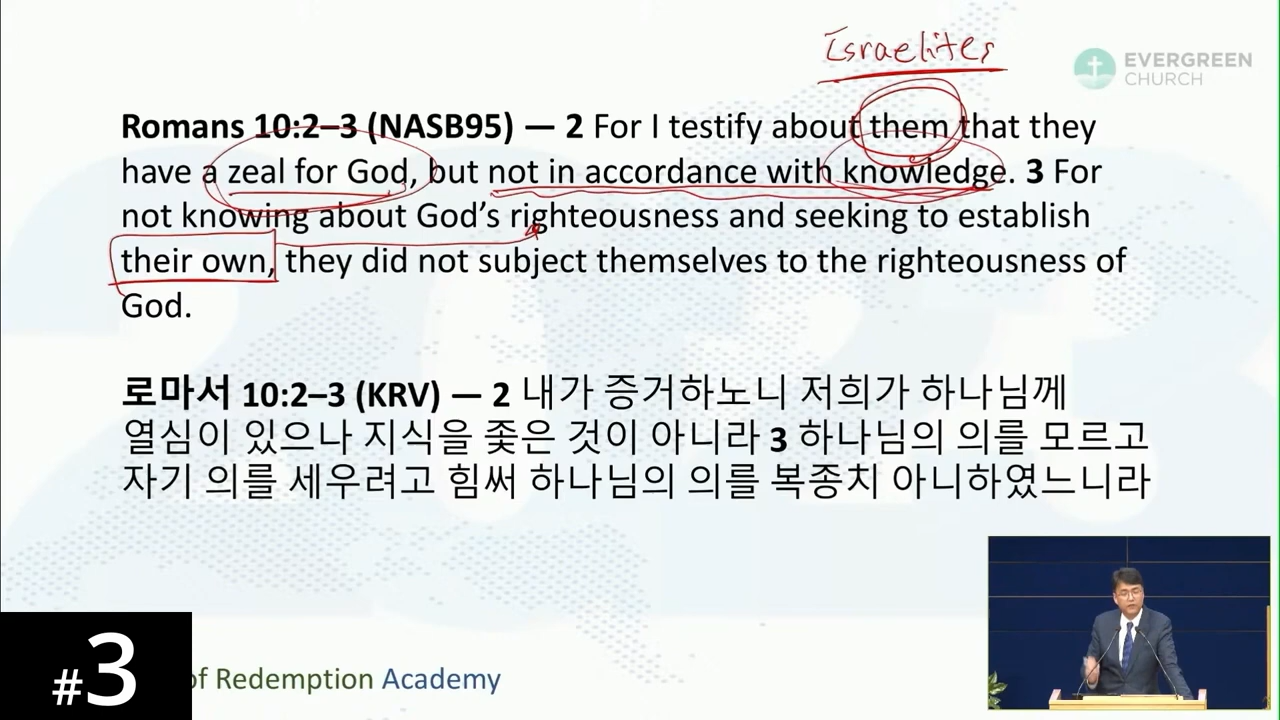 Israelites
EVERGREEN
CHURCH
Romans 10:2–3 (NASB95) — 2 For I testify about them that they
have a zeal for God, but not in accordance with knowledge. 3 For
not knowing about God's righteousness and seeking to establish
their own, they did not subject themselves to the righteousness of
God.
로마서 10:2–3 (KRV) — 2 내가 증거하노니 저희가 하나님께
열심이 있으나 지식을 좇은 것이 아니라 3 하나님의 의를 모르고
자기 의를 세우려고 힘써 하나님의 의를 복종치 아니하였느니라
#3
of Redemption Academy